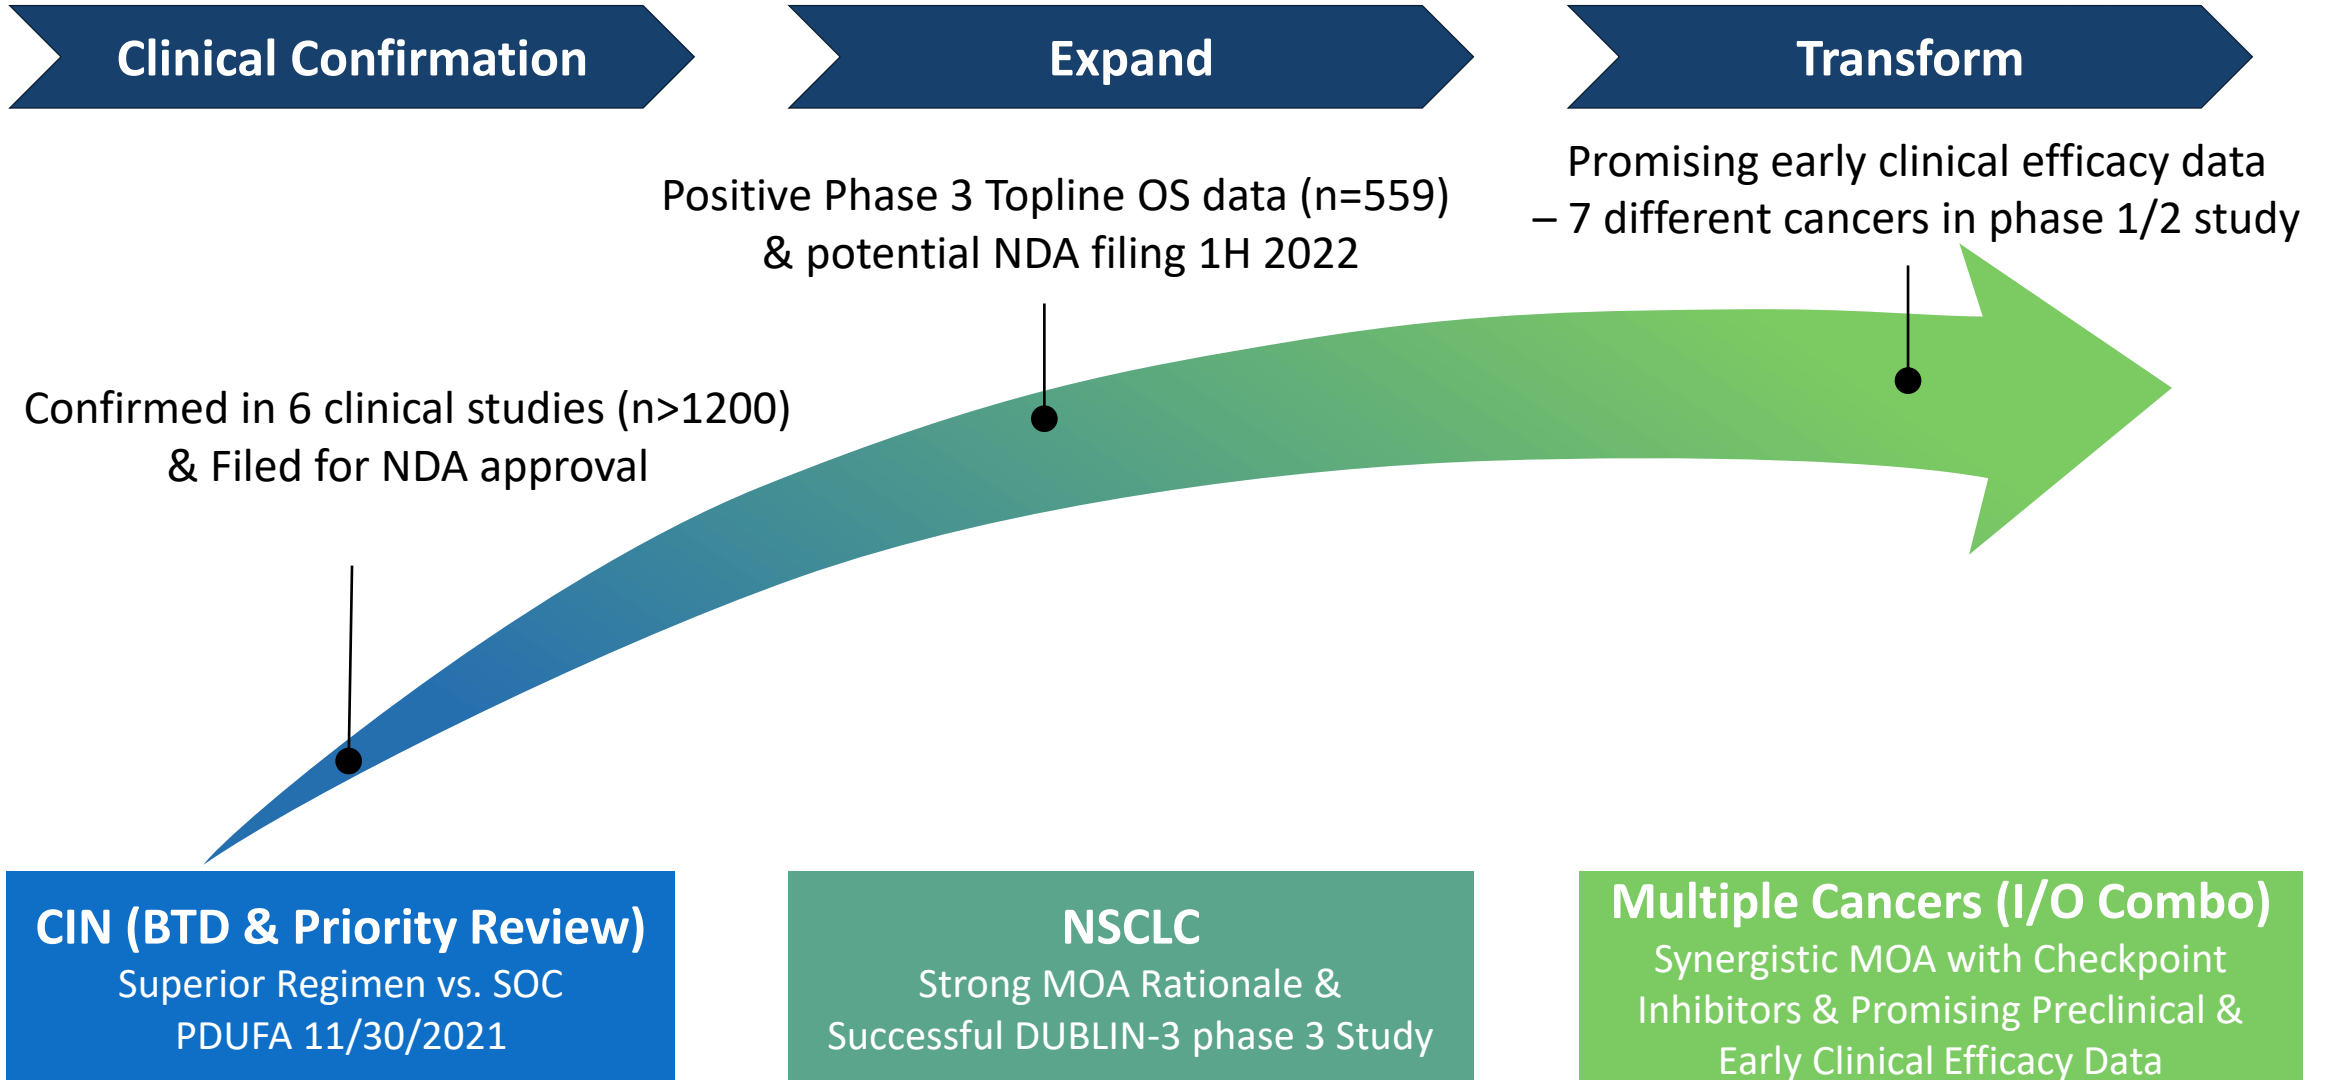 Clinical Confirmation
Expand
Transform
Confirmed in 6 clinical studies (n>1200)
& Filed for NDA approval
Positive Phase 3 Topline OS data (n=559)
& potential NDA filing 1H 2022
Promising early clinical efficacy data
– 7 different cancers in phase 1/2 study
CIN (BTD & Priority Review)
Superior Regimen vs. SOC
PDUFA 11/30/2021
NSCLC
Strong MOA Rationale &
Successful DUBLIN-3 phase 3 Study
Multiple Cancers (I/O Combo)
Synergistic MOA with Checkpoint
Inhibitors & Promising Preclinical &
Early Clinical Efficacy Data